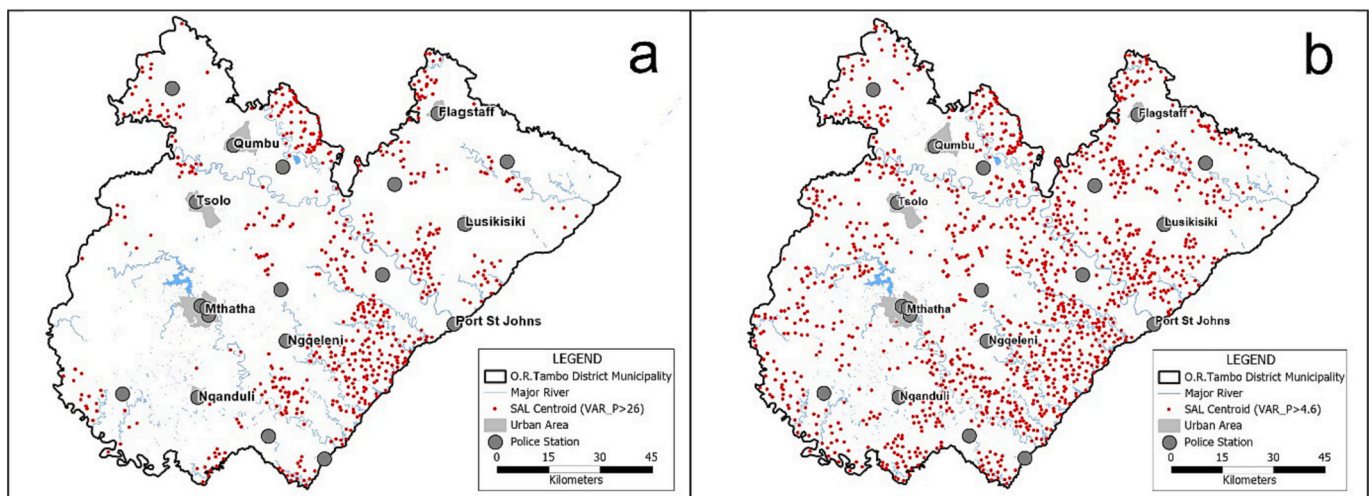 a
Flagstaff
Qumbu
Tsolo
Lusikisiki
Mthatha
Port St Johns
Ngqeleni
Nqanduli
LEGEND
O.R.Tambo District Municipality
Major River
SAL Centroid (VAR_P>26)
Urban Area
Police Station
0 15 30 45
Kilometers
b
Flagstaff
Qumbu
Tsolo
Lusikisiki
Mthatha
Port St Johns
Ngqeleni
Nqanduli
LEGEND
O.R.Tambo District Municipality
Major River
SAL Centroid (VAR_P>4.6)
Urban Area
Police Station
0 15 30 45
Kilometers